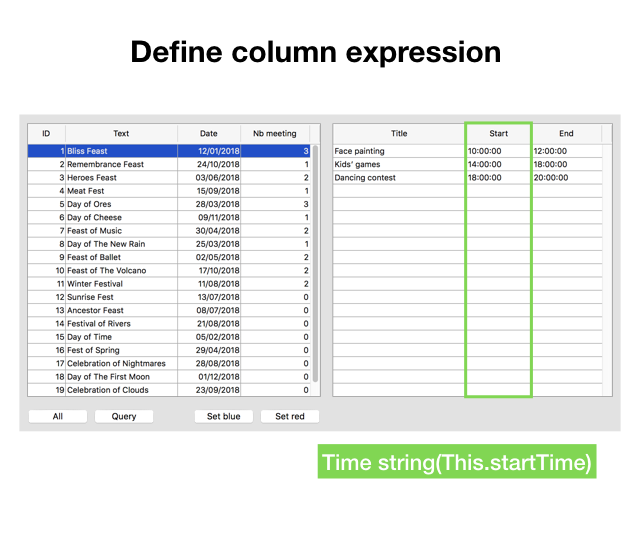 Define column expression
ID Text Date Nb meeting
1 Bliss Feast 12/01/2018 3
2 Remembrance Feast 24/10/2018 1
3 Heroes Feast 03/06/2018 2
4 Meat Fest 15/09/2018 1
5 Day of Ores 28/03/2018 3
6 Day of Cheese 09/11/2018 1
7 Feast of Music 30/04/2018 2
8 Day of The New Rain 25/03/2018 1
9 Feast of Ballet 02/05/2018 2
10 Feast of The Volcano 17/10/2018 2
11 Winter Festival 11/08/2018 2
12 Sunrise Fest 13/07/2018 0
13 Ancestor Feast 08/07/2018 0
14 Festival of Rivers 21/08/2018 0
15 Day of Time 05/02/2018 0
16 Fest of Spring 29/04/2018 0
17 Celebration of Nightmares 28/08/2018 0
18 Day of The First Moon 01/12/2018 0
19 Celebration of Clouds 23/09/2018 0
Title Start End
Face painting 10:00:00 12:00:00
Kids' games 14:00:00 18:00:00
Dancing contest 18:00:00 20:00:00
All Query Set blue Set red
Time string(This.startTime)